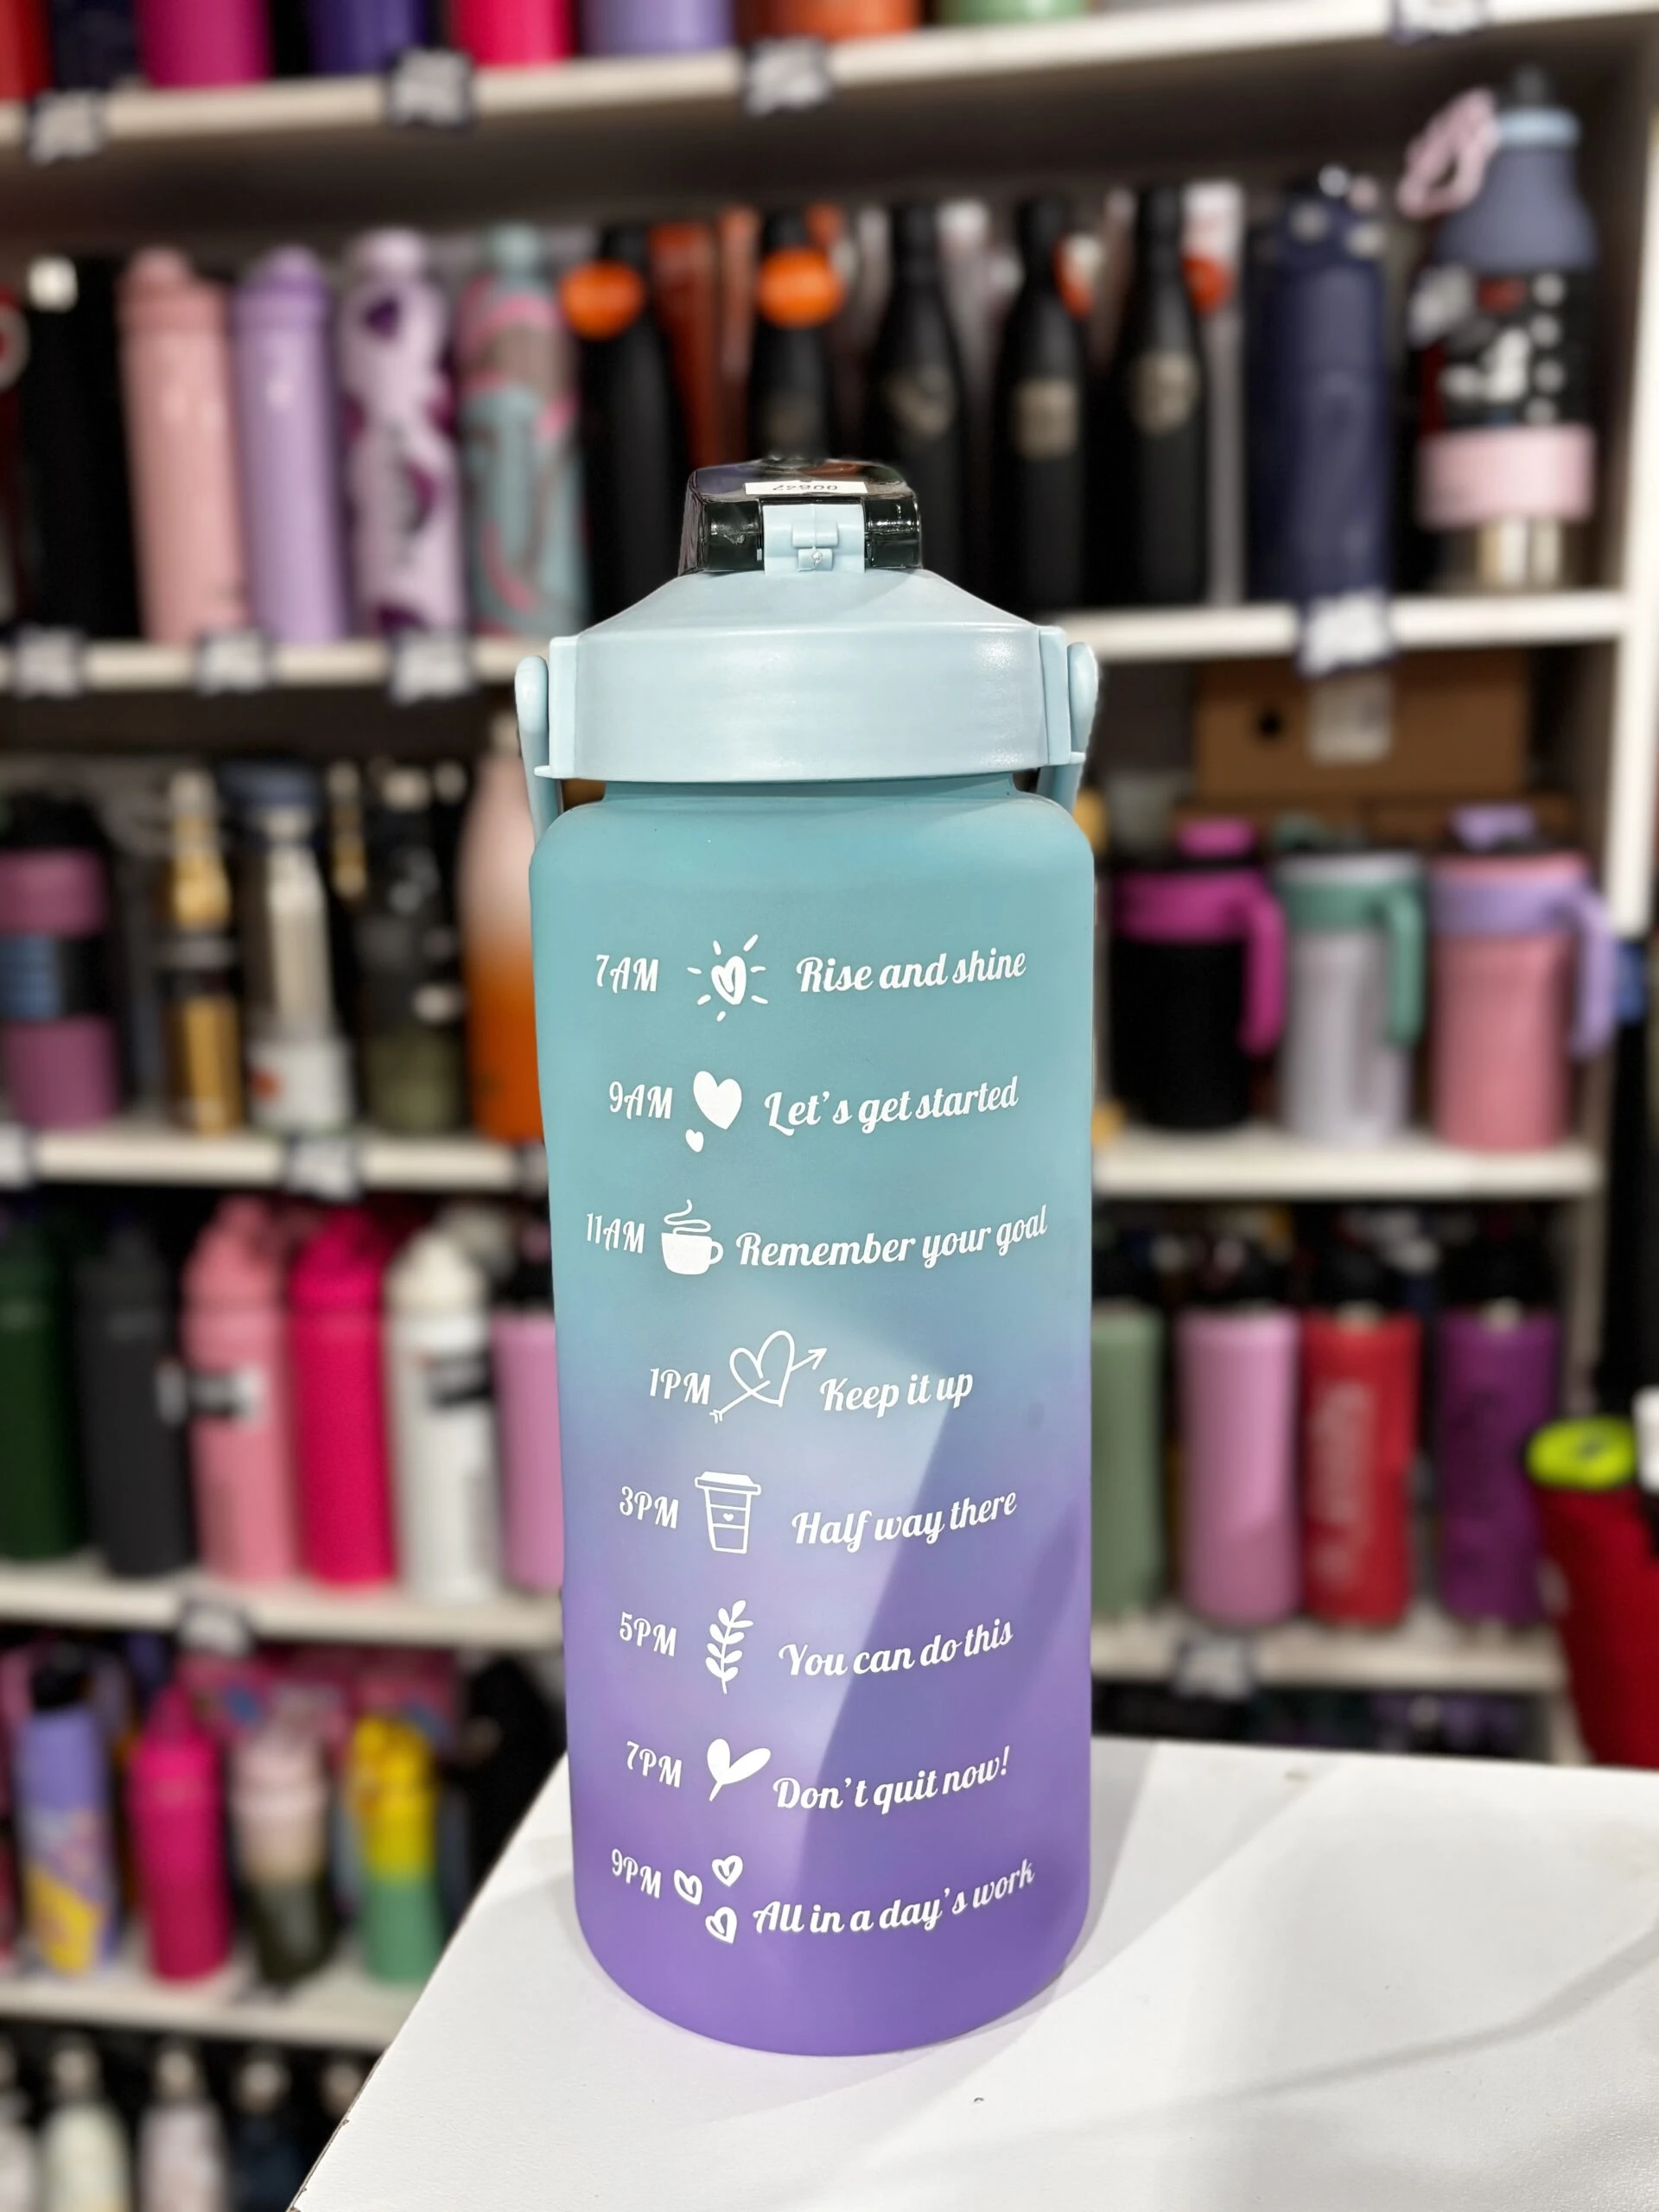 7AM Rise and shine
9AM Let's get started
11AM Remember your goal
1PM Keep it up
3PM Half way there
5PM You can do this
7PM Don't quit now!
9PM All in a day's work